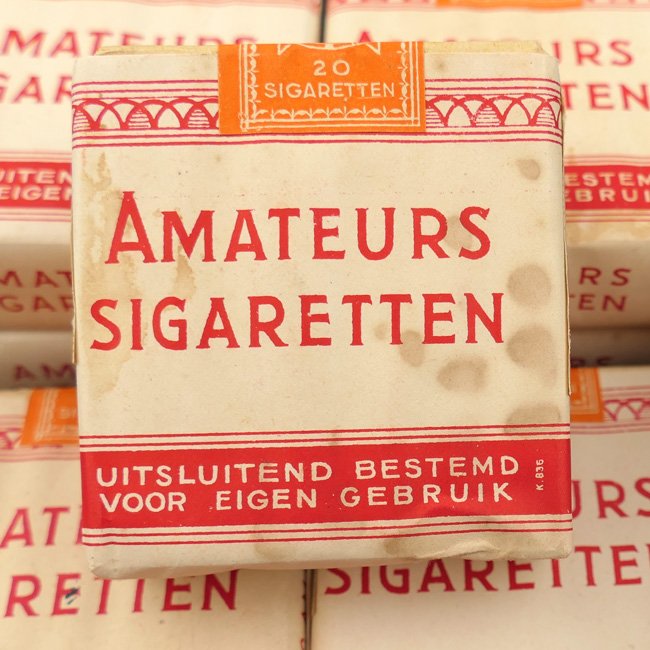 20
SIGARETTEN
AMATEURS
SIGARETTEN
UITSLUITEND BESTEMD
VOOR EIGEN GEBRUIK
K. 836